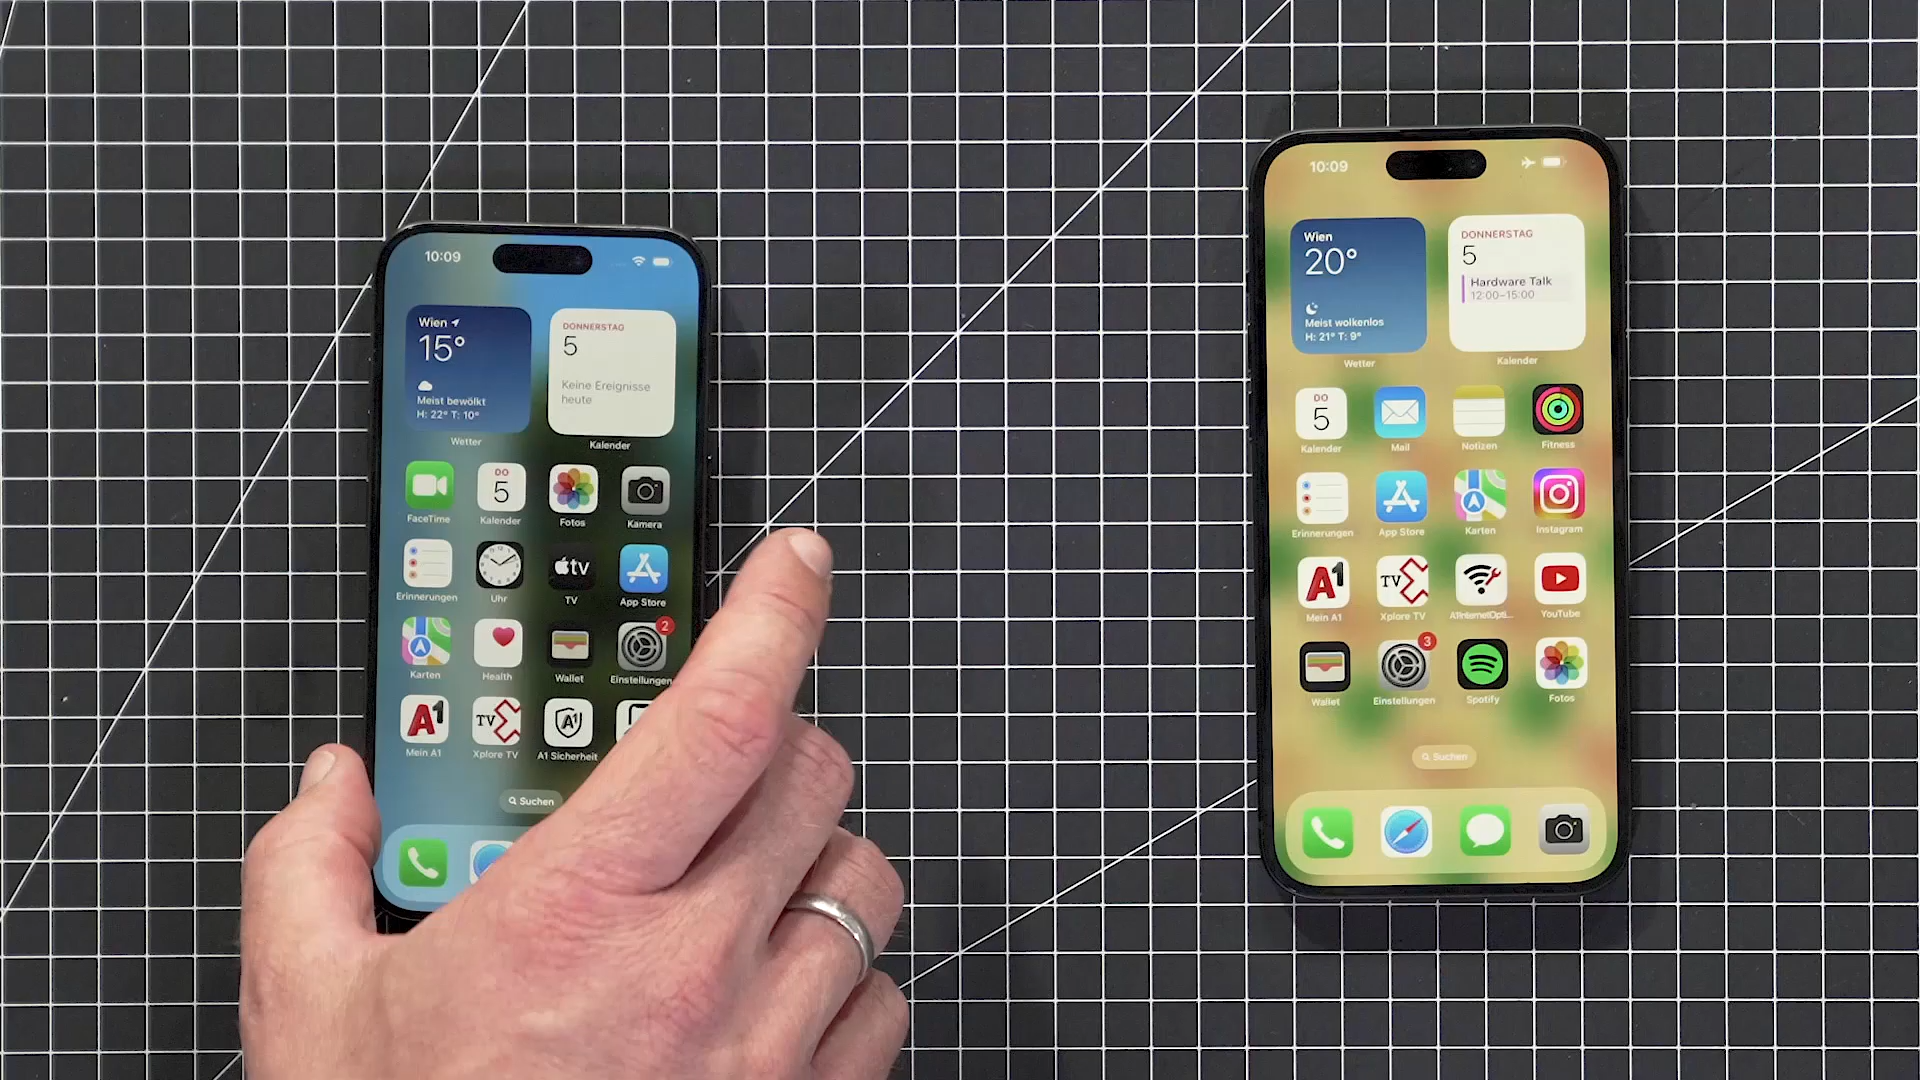 10:09
Wien
15°
Meist bewölkt
H: 22° T: 10°
Wetter
DONNERSTAG
5
Keine Ereignisse
heute
Kalender
FaceTime
DO
5
Kalender
Fotos
Kamera
Erinnerungen
Uhr
tv
TV
App Store
Karten
Health
Wallet
2
Einstellungen
A1
Mein A1
TV
Xplore TV
A1
A1 Sicherheit
Suchen
10:09
Wien
20°
Meist wolkenlos
H: 21° T: 9°
Wetter
DONNERSTAG
5
Hardware Talk
12:00–15:00
Kalender
DO
5
Kalender
Mail
Notizen
Fitness
Erinnerungen
App Store
Karten
Instagram
A1
Mein A1
TV
Xplore TV
A1InternetOpti...
YouTube
Wallet
3
Einstellungen
Spotify
Fotos
Suchen